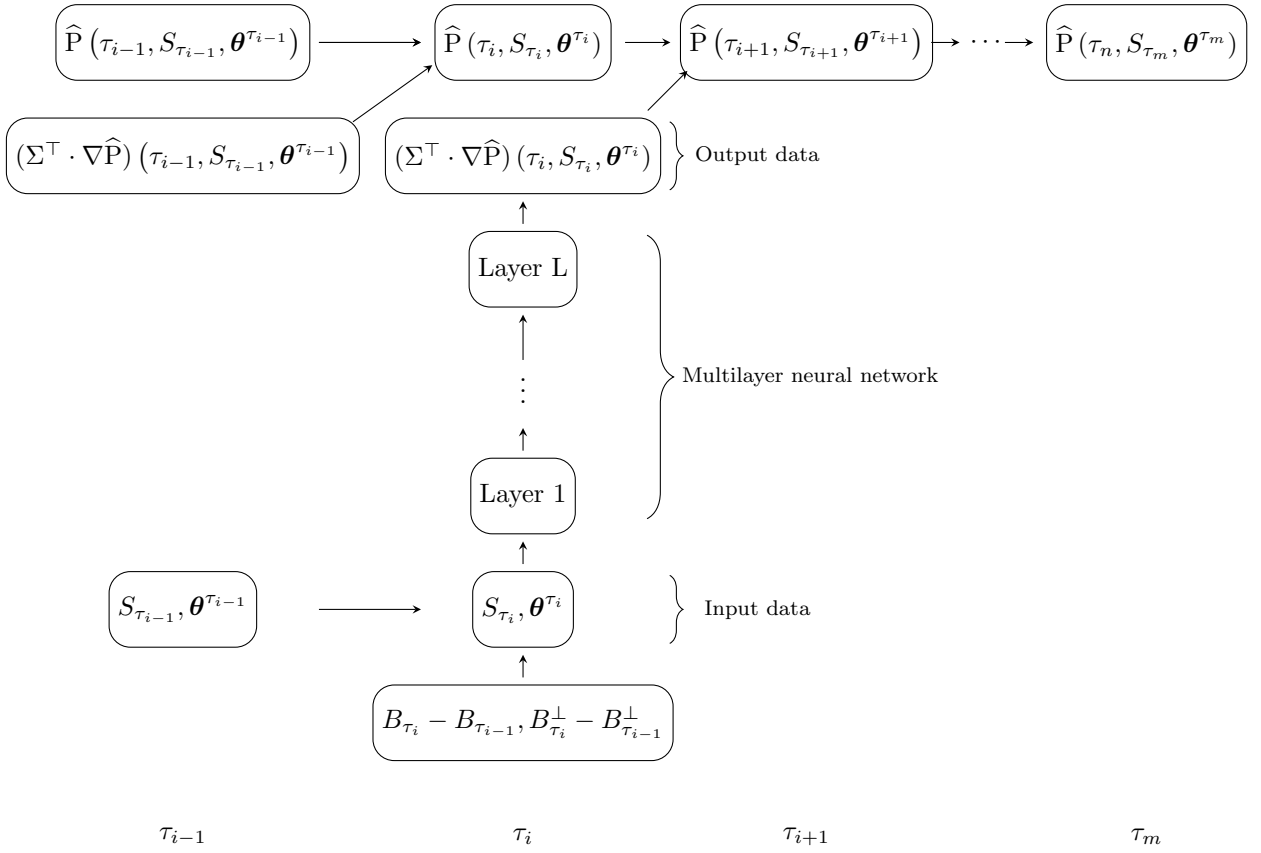 P̂ (τ_{i−1}, S_{τ_{i−1}}, θ^{τ_{i−1}})
P̂ (τ_i, S_{τ_i}, θ^{τ_i})
P̂ (τ_{i+1}, S_{τ_{i+1}}, θ^{τ_{i+1}})
⋯
P̂ (τ_n, S_{τ_m}, θ^{τ_m})
(Σ^⊤ · ∇P̂) (τ_{i−1}, S_{τ_{i−1}}, θ^{τ_{i−1}})
(Σ^⊤ · ∇P̂) (τ_i, S_{τ_i}, θ^{τ_i})
Output data
Layer L
⋮
Multilayer neural network
Layer 1
S_{τ_{i−1}}, θ^{τ_{i−1}}
S_{τ_i}, θ^{τ_i}
Input data
B_{τ_i} − B_{τ_{i−1}}, B^⊥_{τ_i} − B^⊥_{τ_{i−1}}
τ_{i−1}
τ_i
τ_{i+1}
τ_m